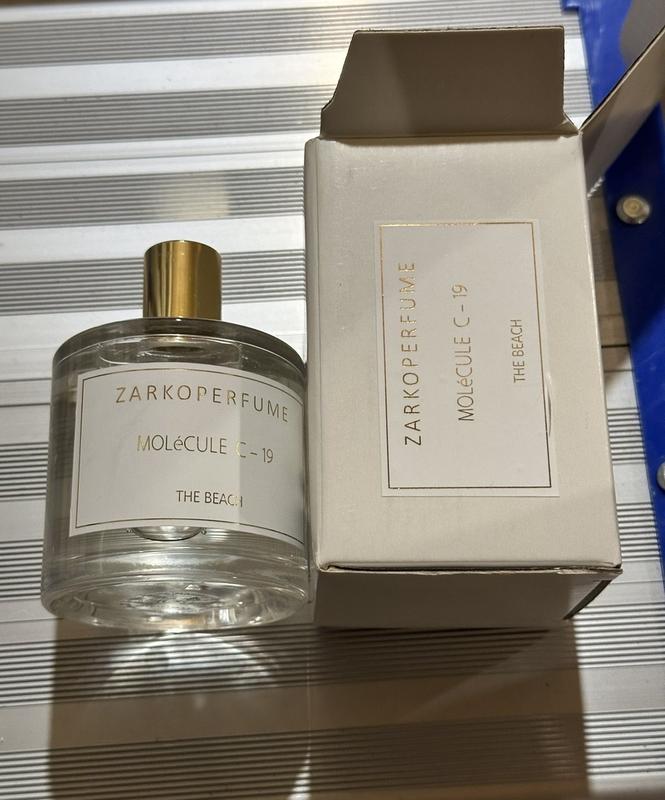 ZARKOPERFUME
MOLéCULE C – 19
THE BEACH
ZARKOPERFUME
MOLéCULE C – 19
THE BEACH